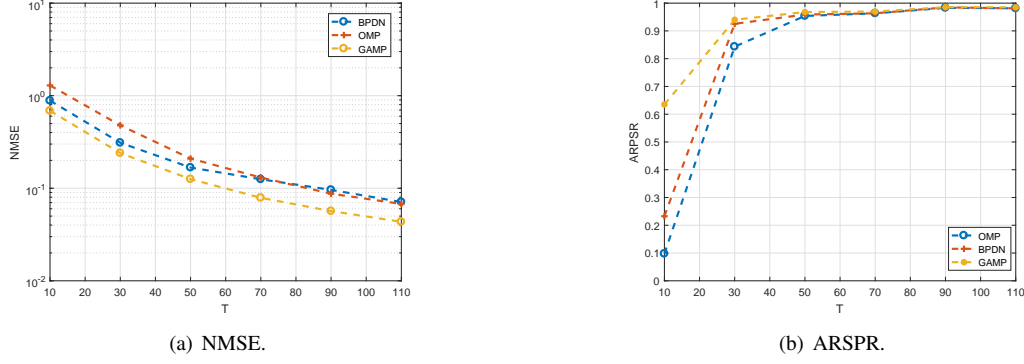 10^1
10^0
10^-1
10^-2
NMSE
10 20 30 40 50 60 70 80 90 100 110
T
BPDN
OMP
GAMP
(a) NMSE.
1
0.9
0.8
0.7
0.6
0.5
0.4
0.3
0.2
0.1
0
ARPSR
10 20 30 40 50 60 70 80 90 100 110
T
OMP
BPDN
GAMP
(b) ARSPR.